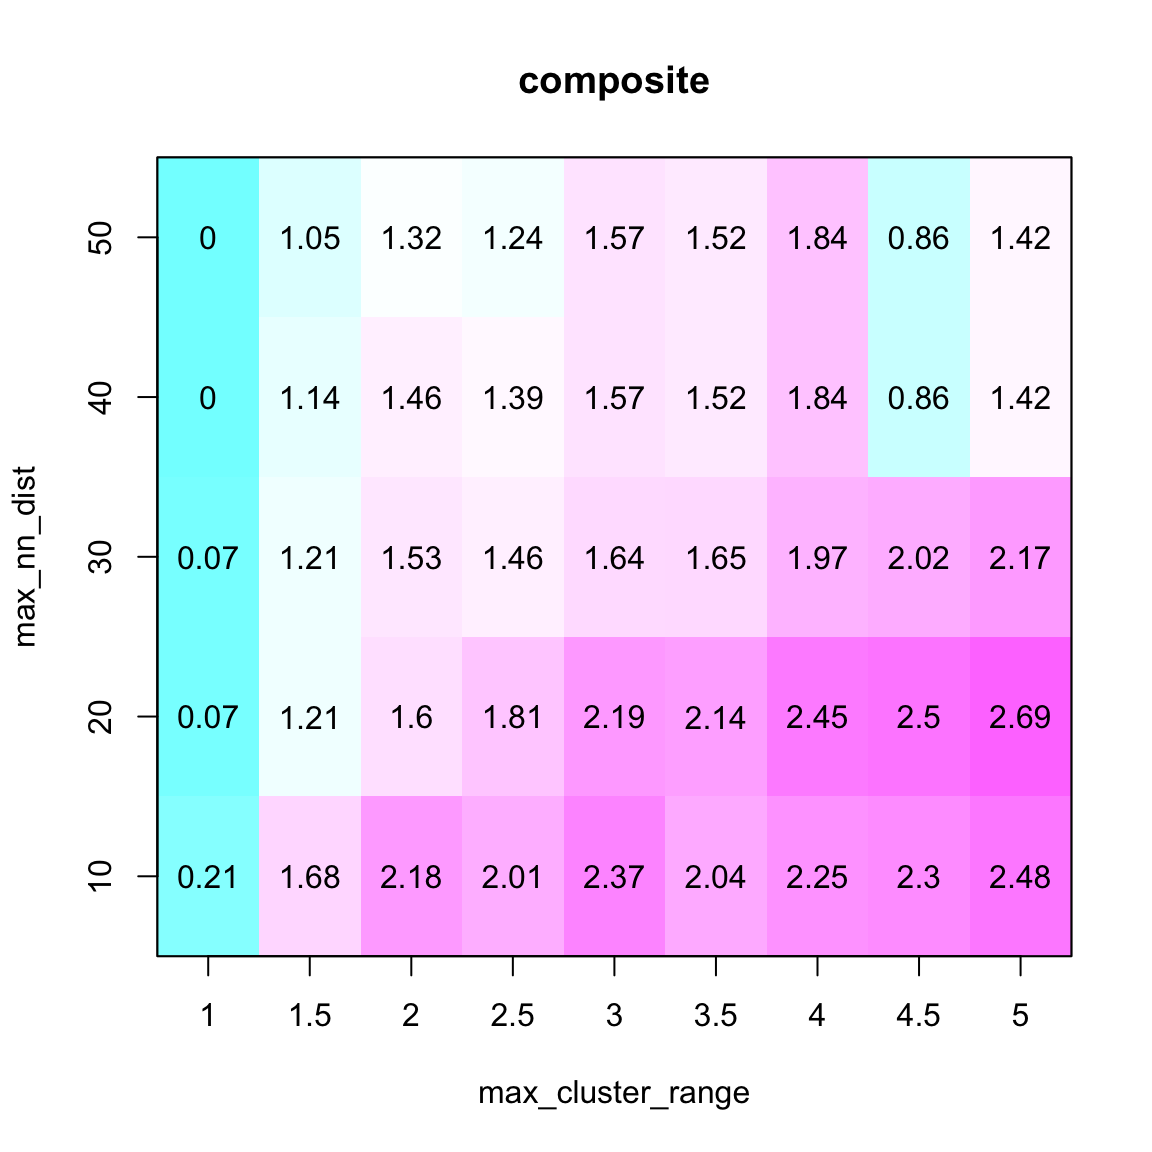 composite
max_nn_dist
50 0 1.05 1.32 1.24 1.57 1.52 1.84 0.86 1.42
40 0 1.14 1.46 1.39 1.57 1.52 1.84 0.86 1.42
30 0.07 1.21 1.53 1.46 1.64 1.65 1.97 2.02 2.17
20 0.07 1.21 1.6 1.81 2.19 2.14 2.45 2.5 2.69
10 0.21 1.68 2.18 2.01 2.37 2.04 2.25 2.3 2.48
1 1.5 2 2.5 3 3.5 4 4.5 5
max_cluster_range